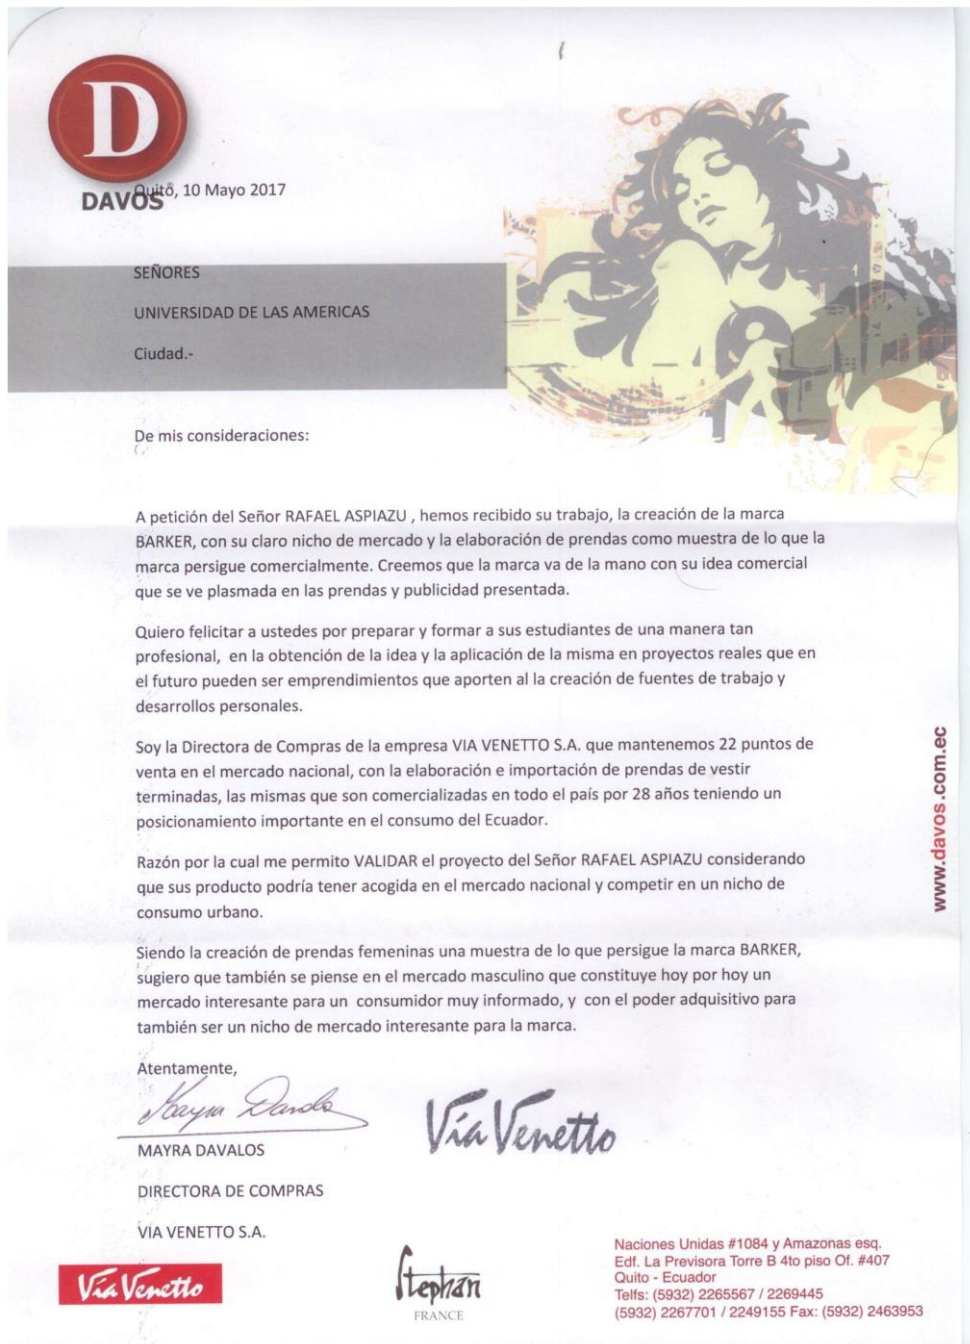 D
DAVOS
Quito, 10 Mayo 2017
SEÑORES
UNIVERSIDAD DE LAS AMERICAS
Ciudad.-
De mis consideraciones:
A petición del Señor RAFAEL ASPIAZU , hemos recibido su trabajo, la creación de la marca
BARKER, con su claro nicho de mercado y la elaboración de prendas como muestra de lo que la
marca persigue comercialmente. Creemos que la marca va de la mano con su idea comercial
que se ve plasmada en las prendas y publicidad presentada.
Quiero felicitar a ustedes por preparar y formar a sus estudiantes de una manera tan
profesional, en la obtención de la idea y la aplicación de la misma en proyectos reales que en
el futuro pueden ser emprendimientos que aporten al la creación de fuentes de trabajo y
desarrollos personales.
Soy la Directora de Compras de la empresa VIA VENETTO S.A. que mantenemos 22 puntos de
venta en el mercado nacional, con la elaboración e importación de prendas de vestir
terminadas, las mismas que son comercializadas en todo el país por 28 años teniendo un
posicionamiento importante en el consumo del Ecuador.
Razón por la cual me permito VALIDAR el proyecto del Señor RAFAEL ASPIAZU considerando
que sus producto podría tener acogida en el mercado nacional y competir en un nicho de
consumo urbano.
Siendo la creación de prendas femeninas una muestra de lo que persigue la marca BARKER,
sugiero que también se piense en el mercado masculino que constituye hoy por hoy un
mercado interesante para un consumidor muy informado, y con el poder adquisitivo para
también ser un nicho de mercado interesante para la marca.
www.davos.com.ec
Atentamente,
Vía Venetto
MAYRA DAVALOS
DIRECTORA DE COMPRAS
VIA VENETTO S.A.
Vía Venetto
Stephan
FRANCE
Naciones Unidas #1084 y Amazonas esq.
Edf. La Previsora Torre B 4to piso Of. #407
Quito - Ecuador
Telfs: (5932) 2265567 / 2269445
(5932) 2267701 / 2249155 Fax: (5932) 2463953